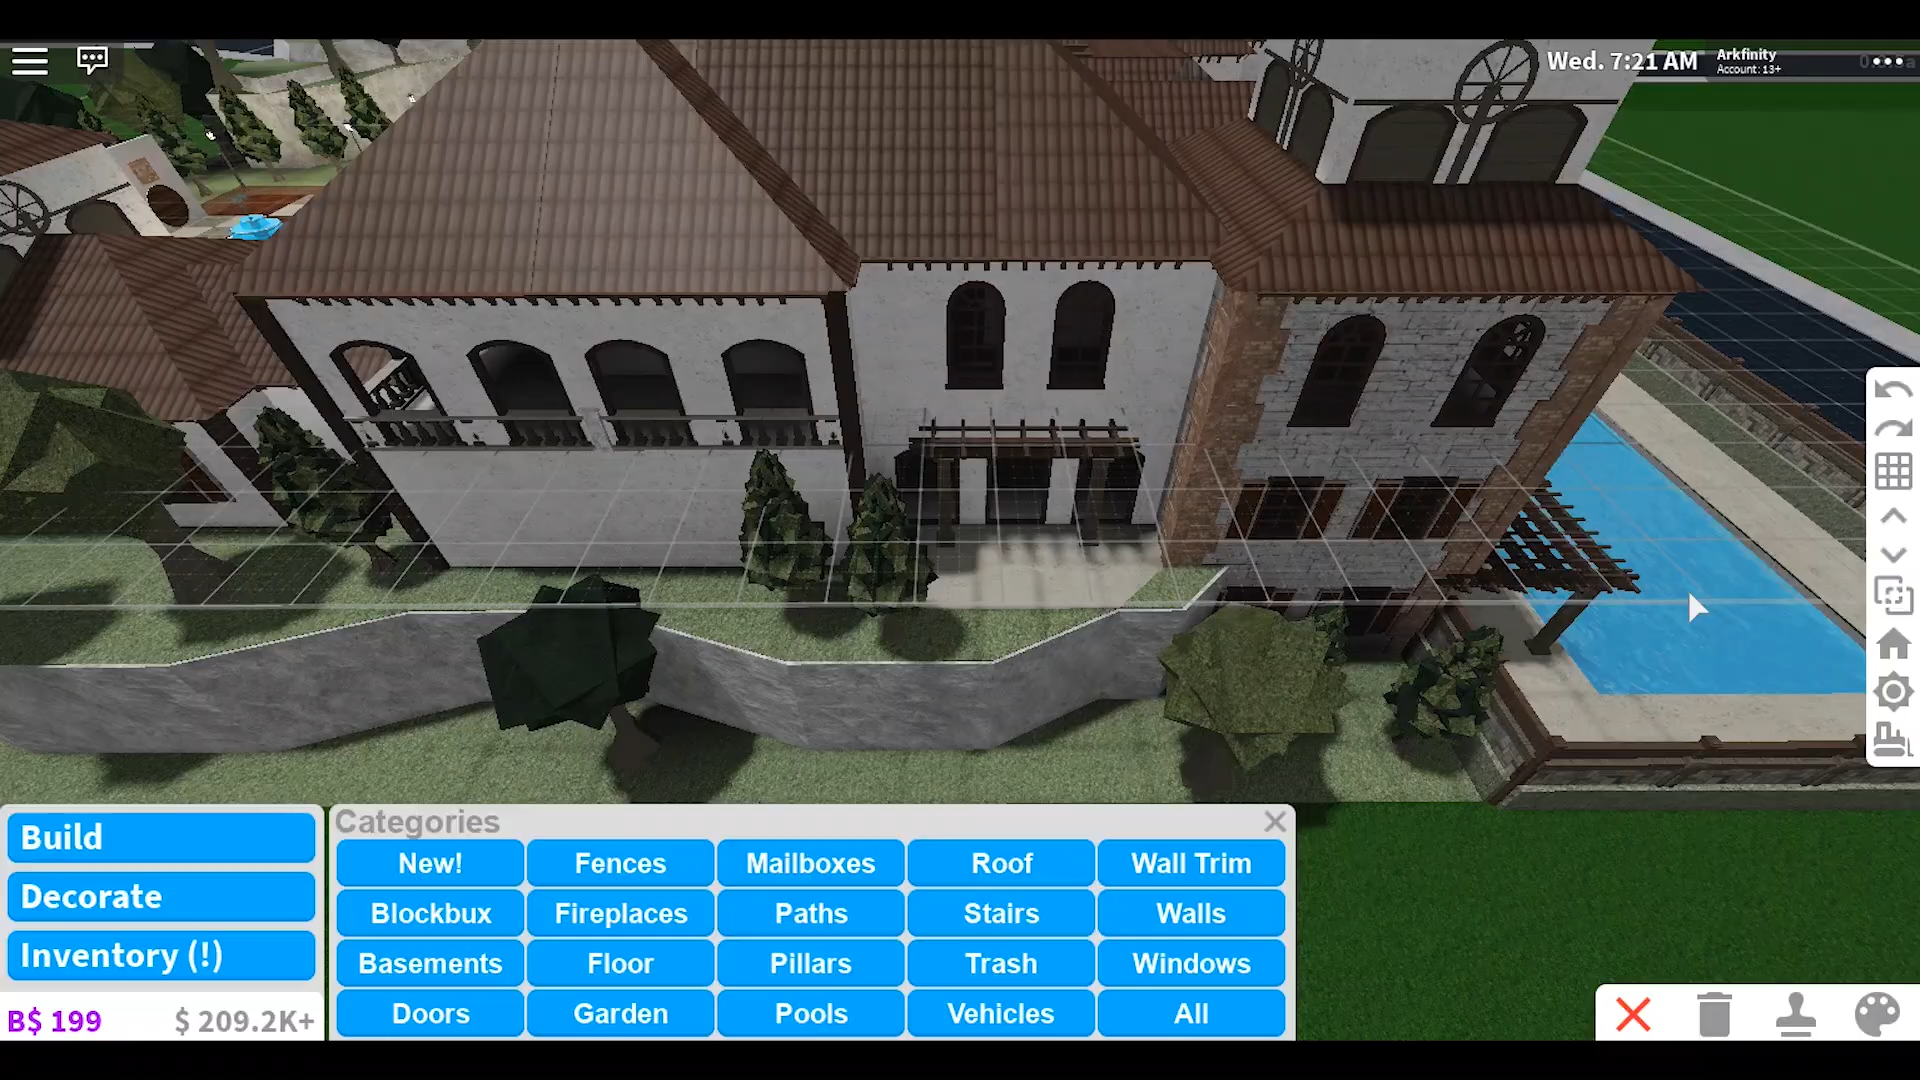 Wed. 7:21 AM
Arkfinity
Account: 13+
Build
Decorate
Inventory (!)
B$ 199
$ 209.2K+
Categories
New!
Fences
Mailboxes
Roof
Wall Trim
Blockbux
Fireplaces
Paths
Stairs
Walls
Basements
Floor
Pillars
Trash
Windows
Doors
Garden
Pools
Vehicles
All